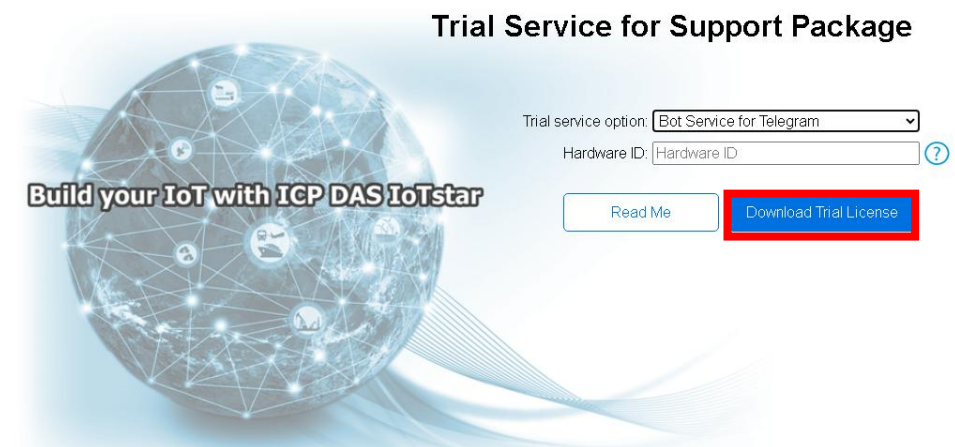 Trial Service for Support Package
Trial service option: Bot Service for Telegram
Hardware ID: Hardware ID ?
Build your IoT with ICP DAS IoTstar
Read Me Download Trial License